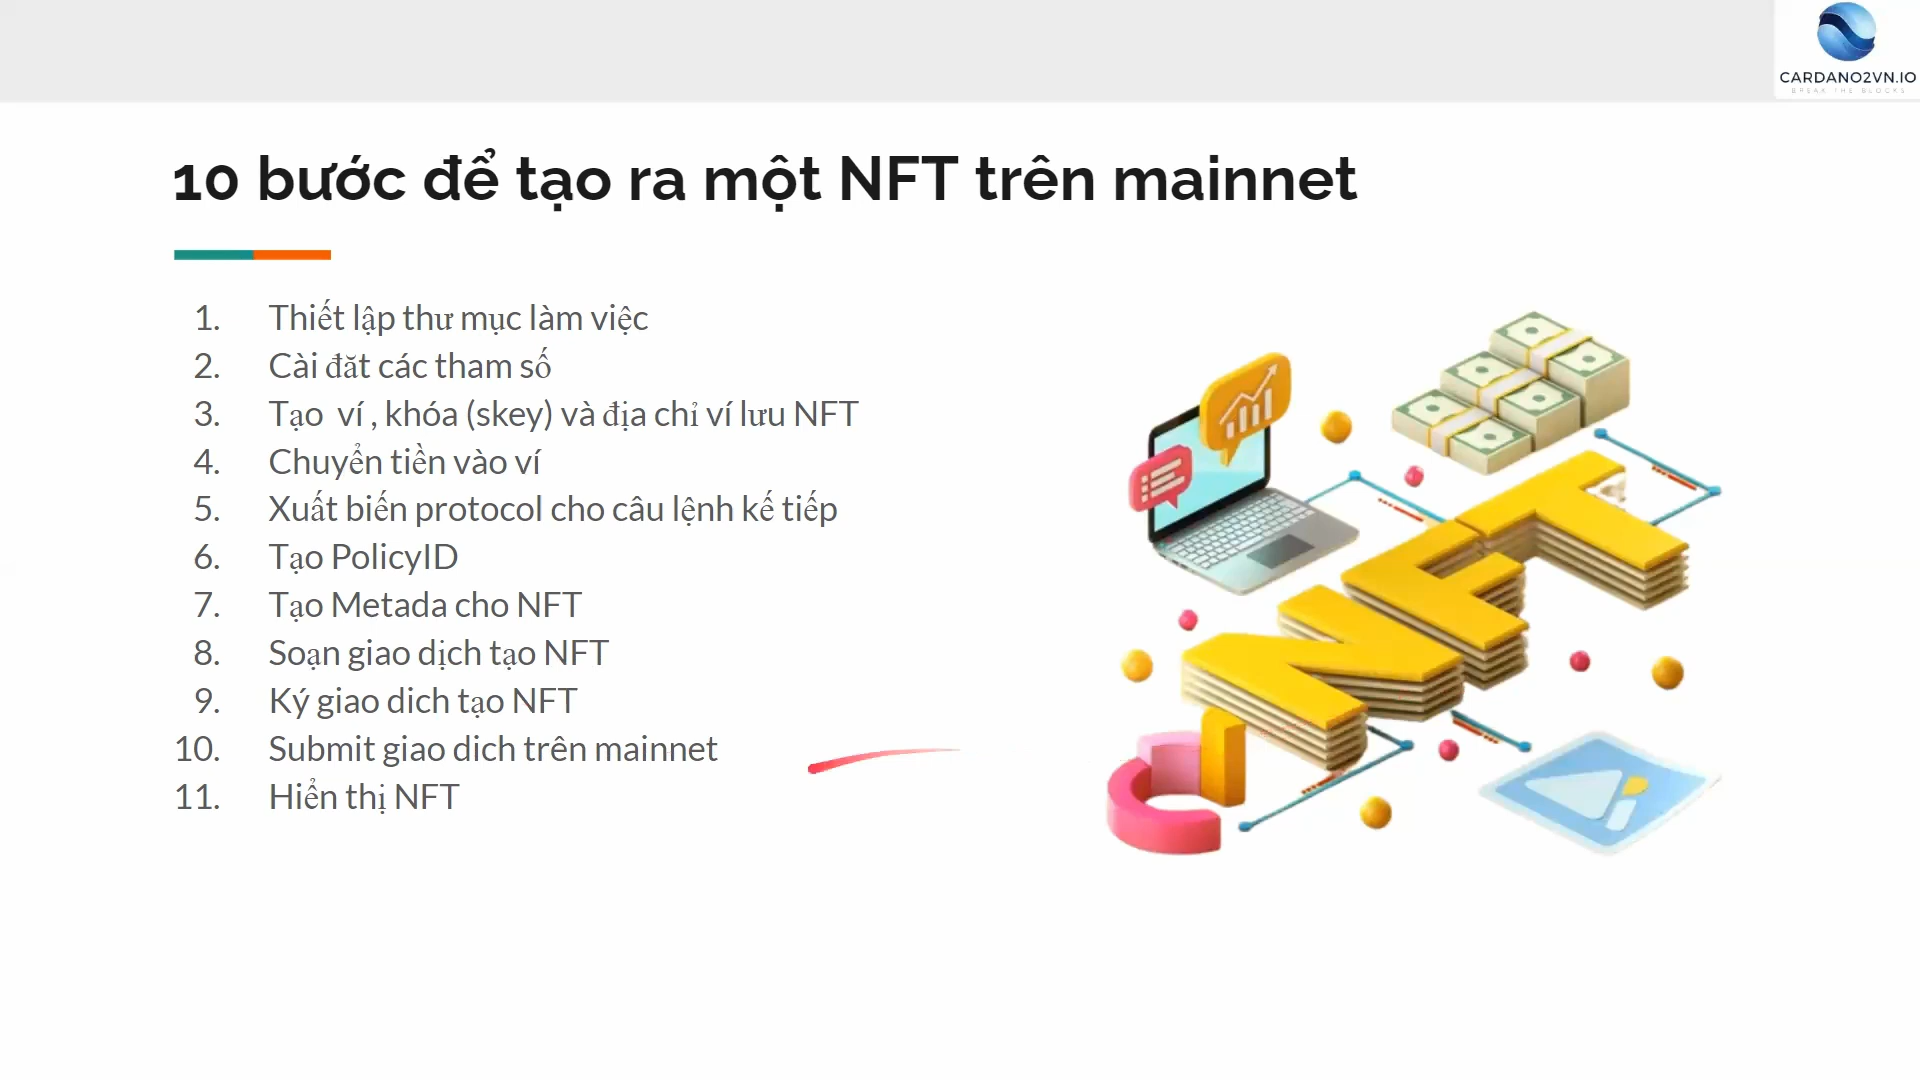 CARDANO2VN.IO
BREAK THE BLOCKS
10 bước để tạo ra một NFT trên mainnet
1. Thiết lập thư mục làm việc
2. Cài đăt các tham số
3. Tạo ví , khóa (skey) và địa chỉ ví lưu NFT
4. Chuyển tiền vào ví
5. Xuất biến protocol cho câu lệnh kế tiếp
6. Tạo PolicyID
7. Tạo Metada cho NFT
8. Soạn giao dịch tạo NFT
9. Ký giao dich tạo NFT
10. Submit giao dich trên mainnet
11. Hiển thị NFT
NFT